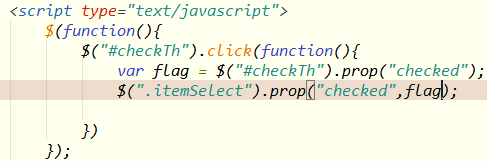 <script type="text/javascript">
$(function(){
$("#checkTh").click(function(){
var flag = $("#checkTh").prop("checked");
$(".itemSelect").prop("checked",flag);
})
});